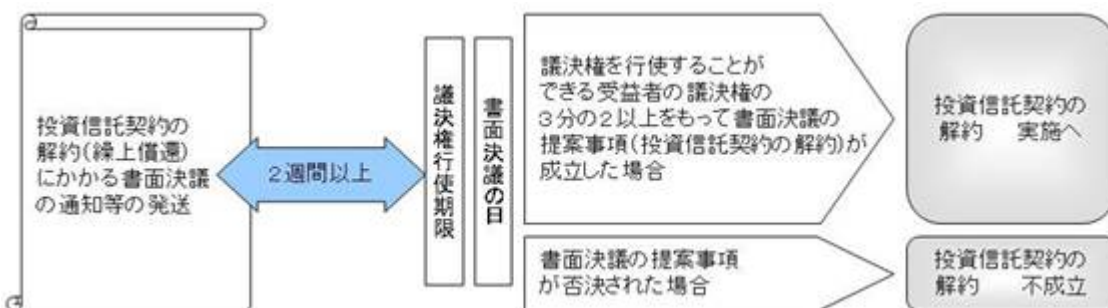 投資信託契約の
解約(繰上償還)
にかかる書面決議
の通知等の発送
2週間以上
議決権行使期限
書面決議の日
議決権を行使することが
できる受益者の議決権の
3分の2以上をもって書面決議の
提案事項(投資信託契約の解約)が
成立した場合
投資信託契約の
解約 実施へ
書面決議の提案事項
が否決された場合
投資信託契約の
解約 不成立